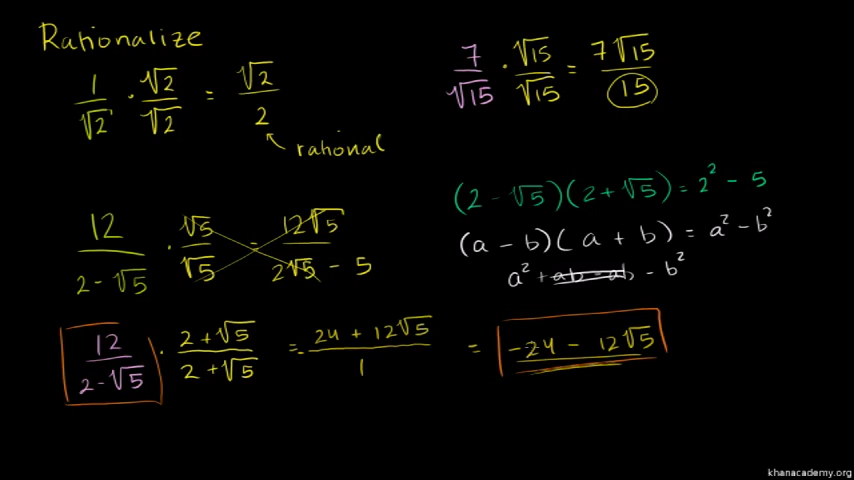 Rationalize
1/√2 · √2/√2 = √2/2
rational
7/√15 · √15/√15 = 7√15/15
(2 - √5)(2 + √5) = 2² - 5
(a - b)(a + b) = a² - b²
a² + ab - ab - b²
12/(2 - √5) · √5/√5 = 12√5/(2√5 - 5)
12/(2 - √5) · (2 + √5)/(2 + √5) = -(24 + 12√5)/1 = -24 - 12√5
khanacademy.org